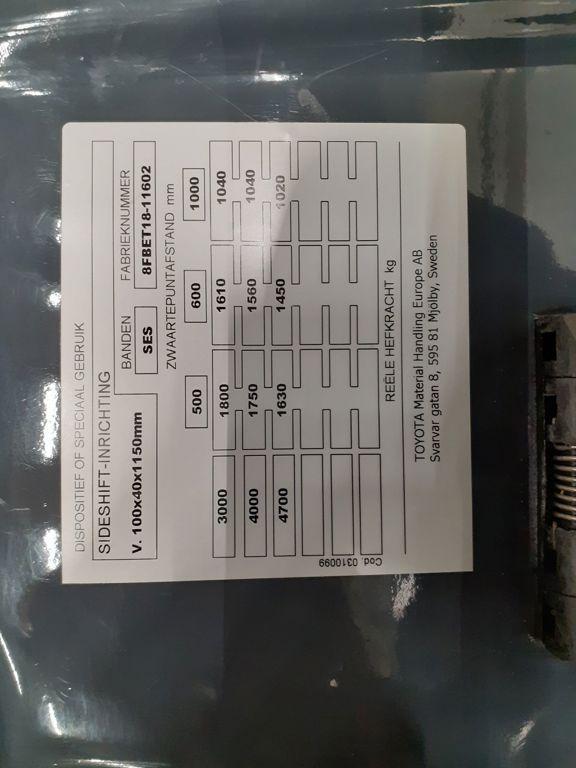 DISPOSITIEF OF SPECIAAL GEBRUIK
SIDESHIFT-INRICHTING
BANDEN FABRIEKNUMMER
V. 100x40x1150mm SES 8FBET18-11602
ZWAARTEPUNTAFSTAND mm
500 600 1000
3000 1800 1610 1040
4000 1750 1560 1040
4700 1630 1450 1020
REËLE HEFKRACHT kg
Cod. 0310099
TOYOTA Material Handling Europe AB
Svarvar gatan 8, 595 81 Mjölby, Sweden